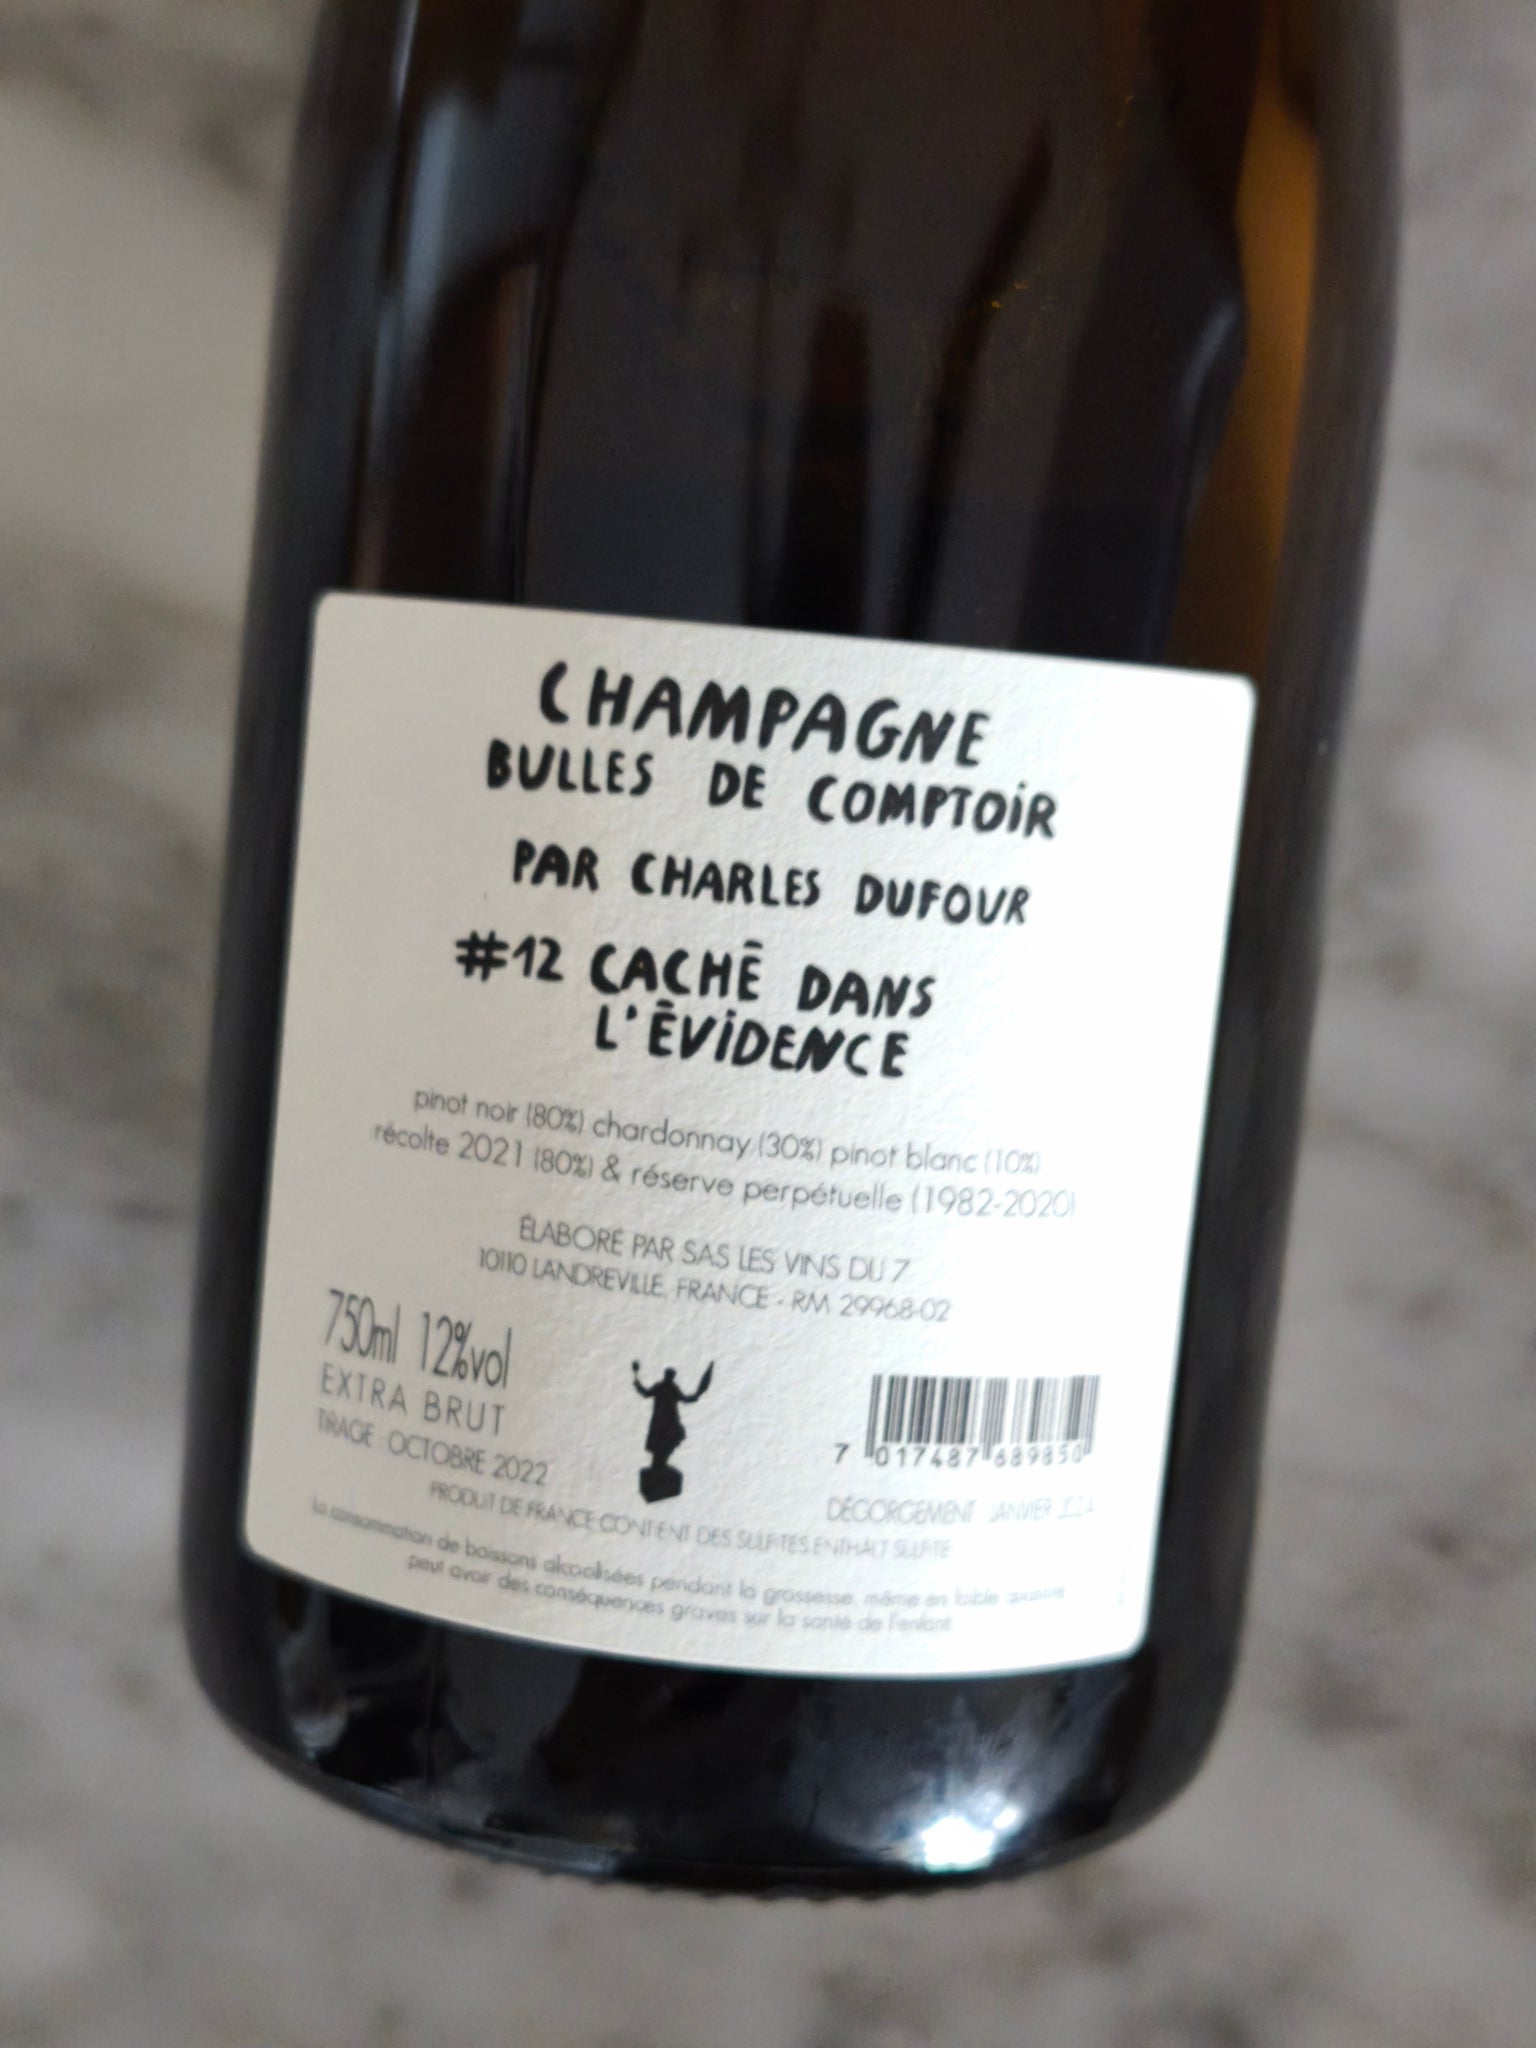 CHAMPAGNE
BULLES DE COMPTOIR
PAR CHARLES DUFOUR
#12 CACHÉ DANS
L'ÉVIDENCE
pinot noir (80%) chardonnay (30%) pinot blanc (10%)
récolte 2021 (80%) & réserve perpétuelle (1982-2020)
ÉLABORÉ PAR SAS LES VINS DU 7
10110 LANDREVILLE, FRANCE - RM 29968-02
750ml 12%vol
EXTRA BRUT
TIRAGE : OCTOBRE 2022
7 017487 689850
DÉGORGEMENT JANVIER 2024
PRODUIT DE FRANCE CONTIENT DES SULFITES ENTHÄLT SULFITE
La consommation de boissons alcoolisées pendant la grossesse, même en faible
peut avoir des conséquences graves sur la santé de l'enfant